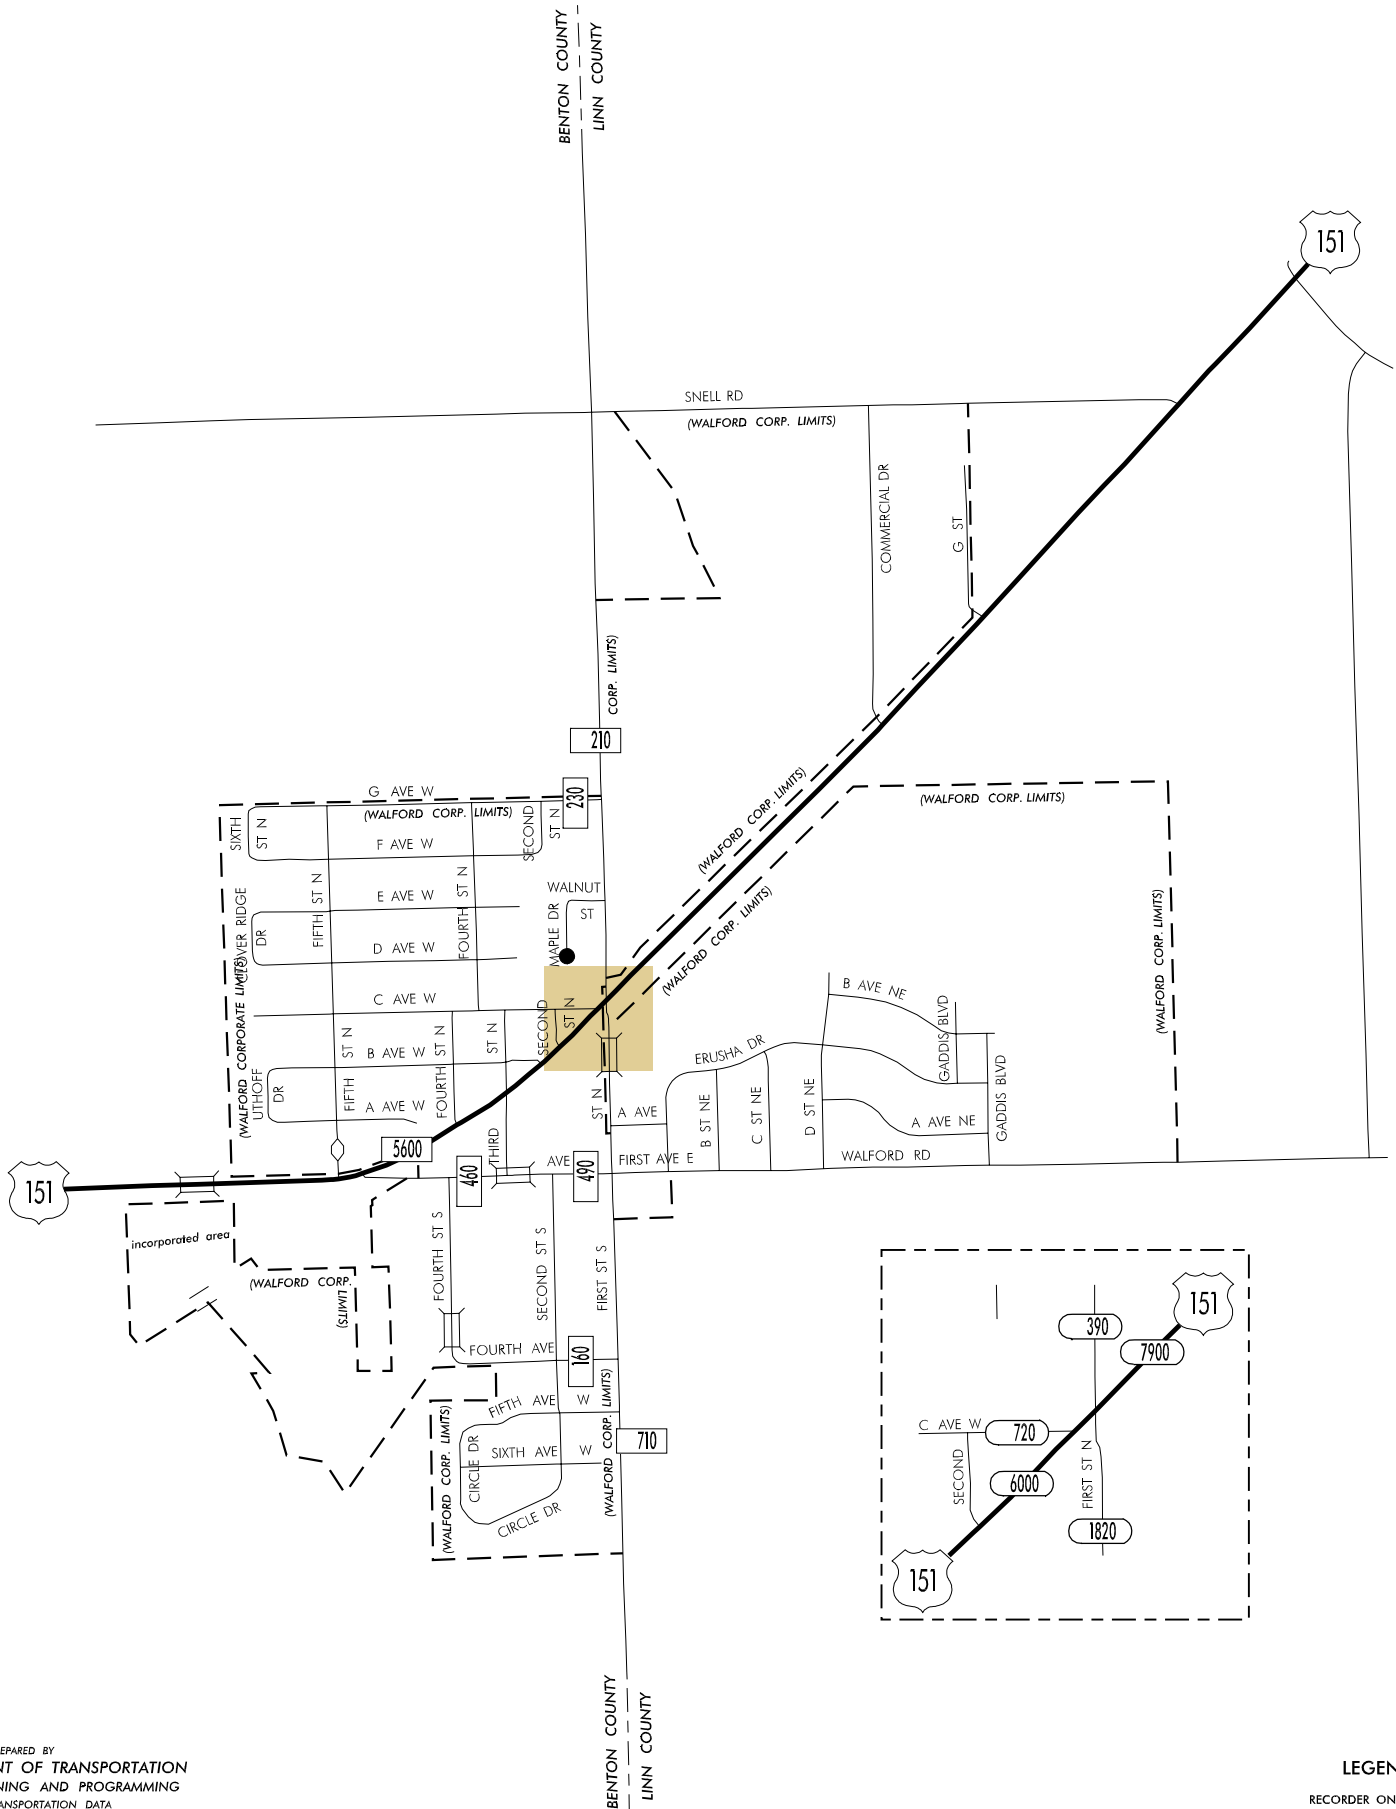 BENTON COUNTY
LINN COUNTY
151
SNELL RD
(WALFORD CORP. LIMITS)
COMMERCIAL DR
G ST
CORP. LIMITS)
210
G AVE W
(WALFORD CORP. LIMITS)
230
SIXTH
ST N
SECOND
ST N
F AVE W
(WALFORD CORP. LIMITS)
(WALFORD CORP. LIMITS)
E AVE W
FIFTH ST N
FOURTH ST N
WALNUT
ST
MAPLE DR
CLOVER RIDGE
DR
D AVE W
(WALFORD CORP. LIMITS)
(WALFORD CORP. LIMITS)
(WALFORD CORPORATE LIMITS)
C AVE W
SECOND
ST N
B AVE NE
GADDIS BLVD
B AVE W
FIFTH
ST N
FOURTH
ST N
THIRD
ST N
ERUSHA DR
UTHOFF
DR
A AVE W
ST N
A AVE
B ST NE
C ST NE
D ST NE
A AVE NE
GADDIS BLVD
5600
460
AVE
490
FIRST AVE E
WALFORD RD
151
incorporated area
(WALFORD CORP.
LIMITS)
FOURTH ST S
SECOND ST S
FIRST ST S
FOURTH AVE
160
FIFTH AVE W
(WALFORD CORP. LIMITS)
CIRCLE DR
SIXTH AVE W
(WALFORD CORP. LIMITS)
710
CIRCLE DR
151
390
7900
C AVE W
720
SECOND
6000
FIRST ST N
1820
151
BENTON COUNTY
LINN COUNTY
EPARED BY
NT OF TRANSPORTATION
NING AND PROGRAMMING
ANSPORTATION DATA
LEGEN
RECORDER ON